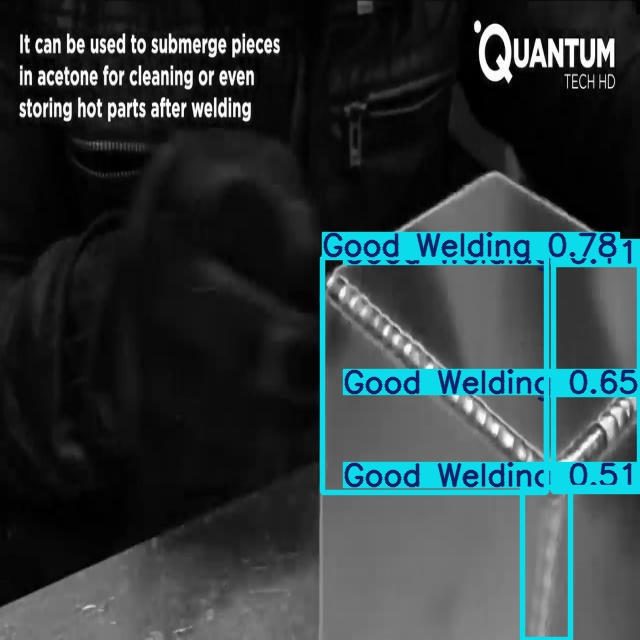 It can be used to submerge pieces
in acetone for cleaning or even
storing hot parts after welding
QUANTUM
TECH HD
Good Welding 0.78
Good Welding 0.65
Good Welding 0.51